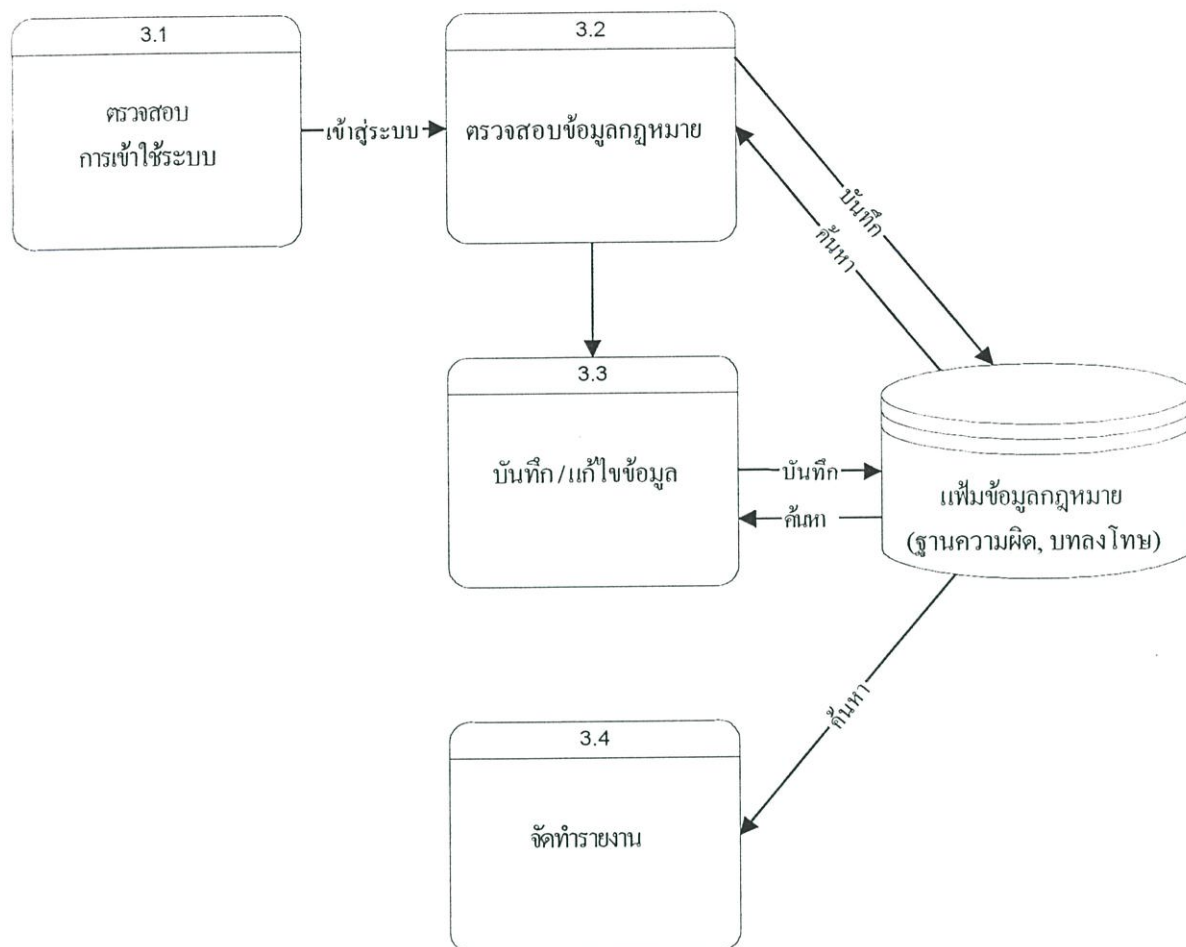 3.1
ตรวจสอบ
การเข้าใช้ระบบ
เข้าสู่ระบบ
3.2
ตรวจสอบข้อมูลกฎหมาย
บันทึก
ค้นหา
3.3
บันทึก/แก้ไขข้อมูล
บันทึก
ค้นหา
แฟ้มข้อมูลกฎหมาย
(ฐานความผิด, บทลงโทษ)
ค้นหา
3.4
จัดทำรายงาน